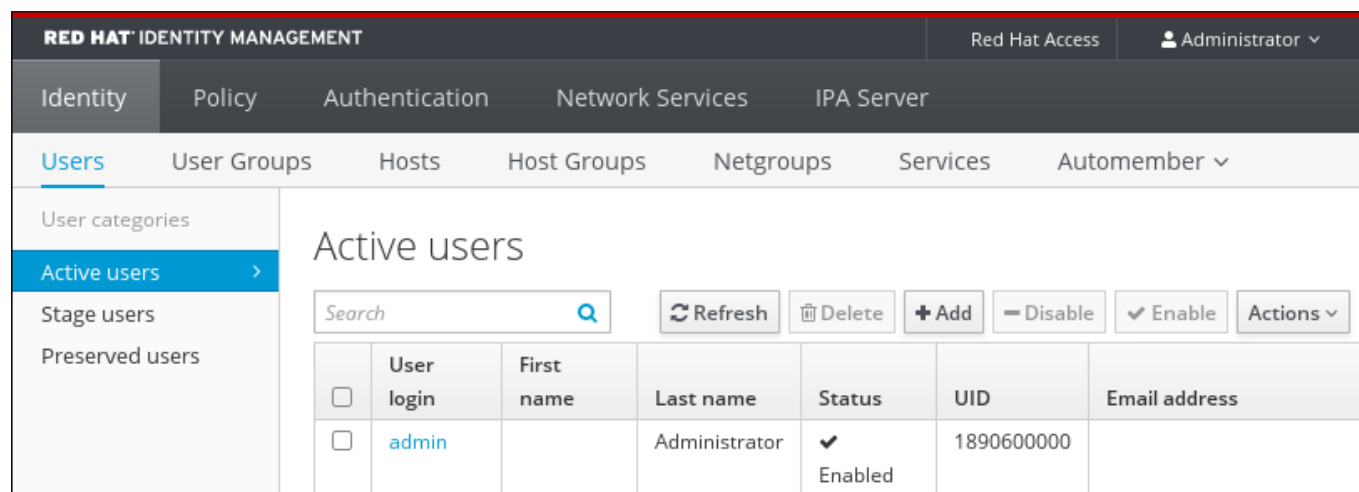 RED HAT® IDENTITY MANAGEMENT Red Hat Access Administrator
Identity Policy Authentication Network Services IPA Server
Users User Groups Hosts Host Groups Netgroups Services Automember
User categories
Active users
Stage users
Preserved users
Active users
Search Refresh Delete Add Disable Enable Actions
User login First name Last name Status UID Email address
admin Administrator Enabled 1890600000